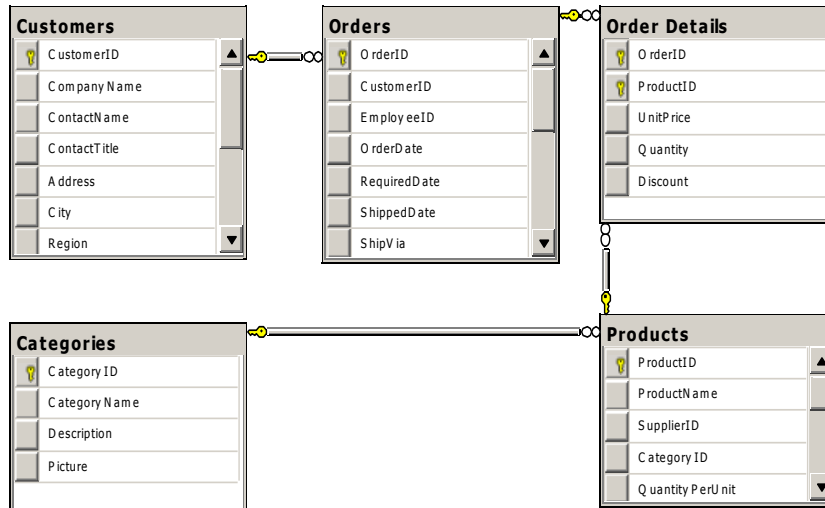 Customers
CustomerID
CompanyName
ContactName
ContactTitle
Address
City
Region
Orders
OrderID
CustomerID
EmployeeID
OrderDate
RequiredDate
ShippedDate
ShipVia
Order Details
OrderID
ProductID
UnitPrice
Quantity
Discount
Categories
CategoryID
CategoryName
Description
Picture
Products
ProductID
ProductName
SupplierID
CategoryID
QuantityPerUnit